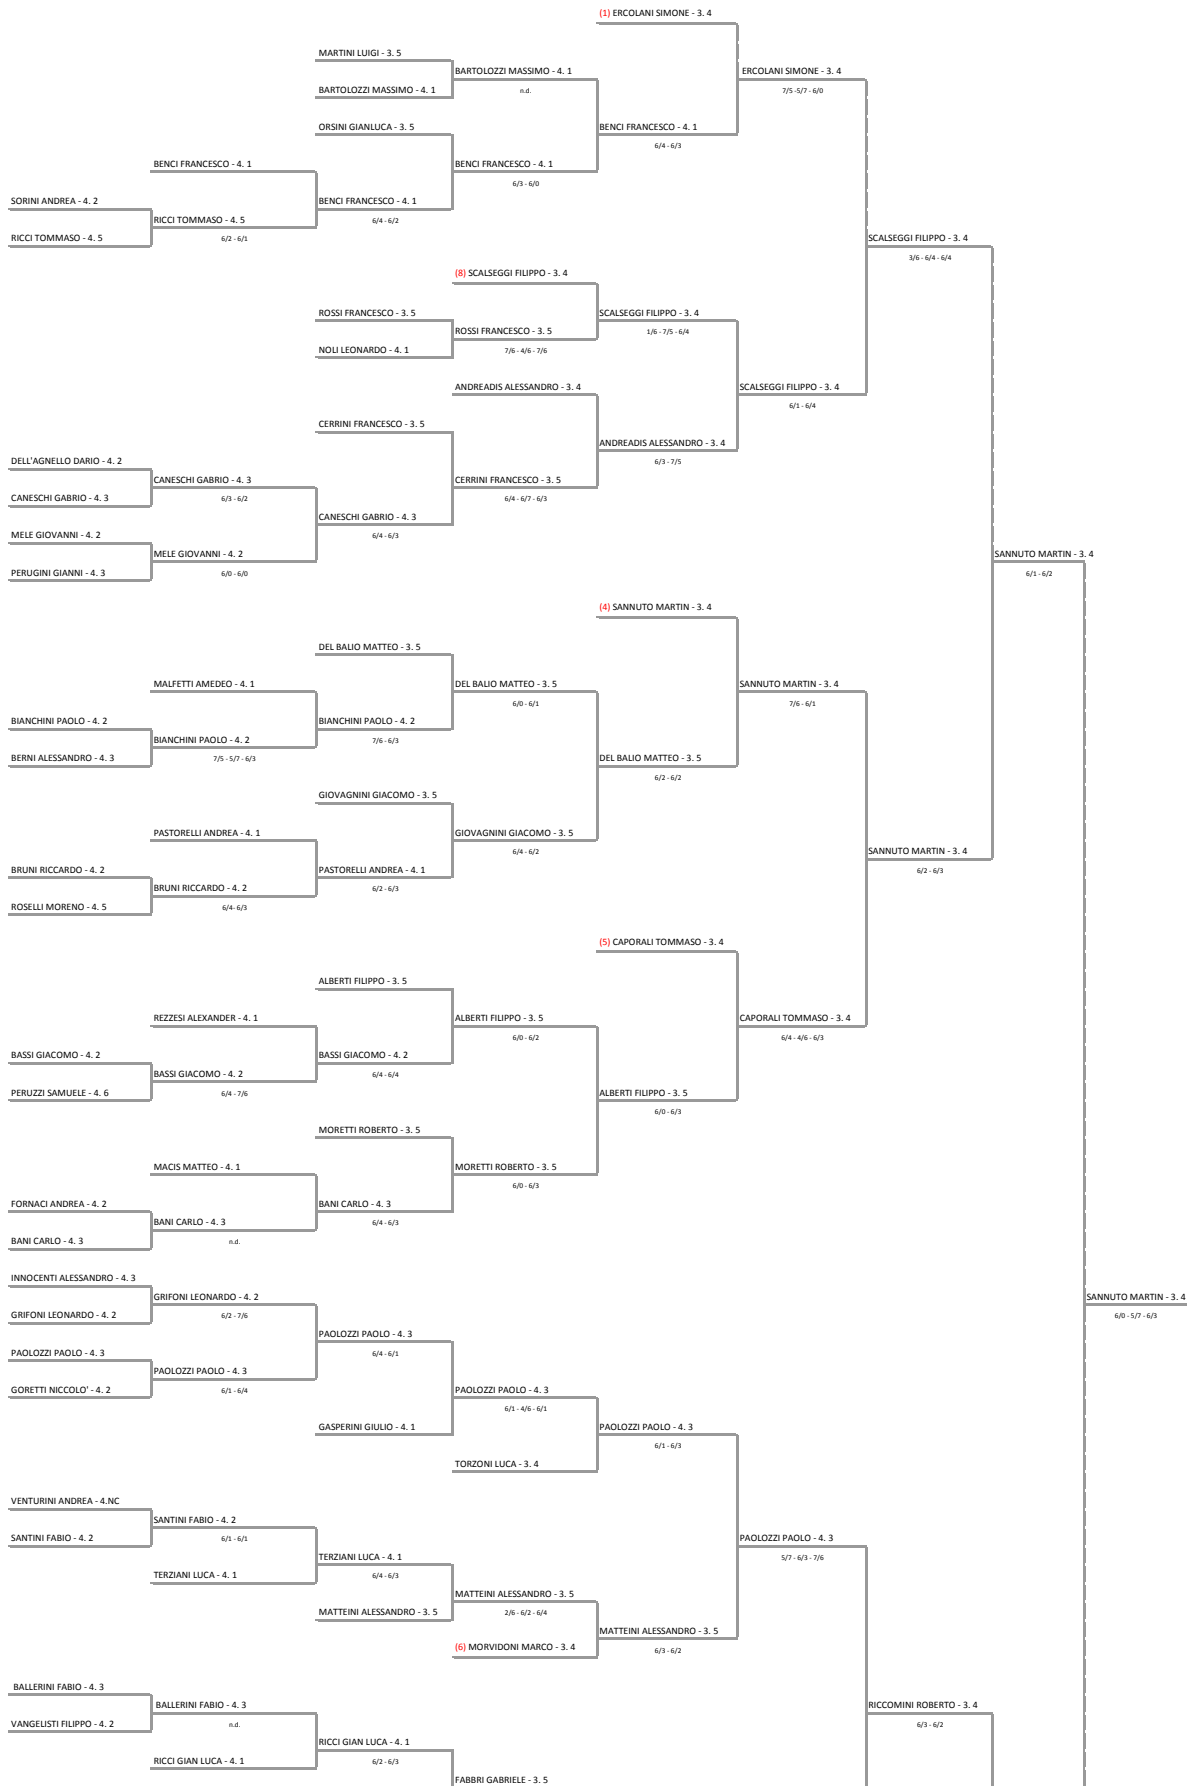 (1) ERCOLANI SIMONE - 3. 4
MARTINI LUIGI - 3. 5
BARTOLOZZI MASSIMO - 4. 1
ERCOLANI SIMONE - 3. 4
BARTOLOZZI MASSIMO - 4. 1
n.d.
7/5 -5/7 - 6/0
ORSINI GIANLUCA - 3. 5
BENCI FRANCESCO - 4. 1
6/4 - 6/3
BENCI FRANCESCO - 4. 1
BENCI FRANCESCO - 4. 1
6/3 - 6/0
SORINI ANDREA - 4. 2
BENCI FRANCESCO - 4. 1
RICCI TOMMASO - 4. 5
6/4 - 6/2
RICCI TOMMASO - 4. 5
6/2 - 6/1
SCALSEGGI FILIPPO - 3. 4
3/6 - 6/4 - 6/4
(8) SCALSEGGI FILIPPO - 3. 4
ROSSI FRANCESCO - 3. 5
SCALSEGGI FILIPPO - 3. 4
ROSSI FRANCESCO - 3. 5
1/6 - 7/5 - 6/4
NOLI LEONARDO - 4. 1
7/6 - 4/6 - 7/6
ANDREADIS ALESSANDRO - 3. 4
SCALSEGGI FILIPPO - 3. 4
6/1 - 6/4
CERRINI FRANCESCO - 3. 5
ANDREADIS ALESSANDRO - 3. 4
6/3 - 7/5
DELL'AGNELLO DARIO - 4. 2
CANESCHI GABRIO - 4. 3
CERRINI FRANCESCO - 3. 5
CANESCHI GABRIO - 4. 3
6/3 - 6/2
6/4 - 6/7 - 6/3
CANESCHI GABRIO - 4. 3
MELE GIOVANNI - 4. 2
6/4 - 6/3
MELE GIOVANNI - 4. 2
SANNUTO MARTIN - 3. 4
PERUGINI GIANNI - 4. 3
6/0 - 6/0
6/1 - 6/2
(4) SANNUTO MARTIN - 3. 4
DEL BALIO MATTEO - 3. 5
MALFETTI AMEDEO - 4. 1
DEL BALIO MATTEO - 3. 5
SANNUTO MARTIN - 3. 4
6/0 - 6/1
7/6 - 6/1
BIANCHINI PAOLO - 4. 2
BIANCHINI PAOLO - 4. 2
BIANCHINI PAOLO - 4. 2
7/6 - 6/3
BERNI ALESSANDRO - 4. 3
7/5 - 5/7 - 6/3
DEL BALIO MATTEO - 3. 5
6/2 - 6/2
GIOVAGNINI GIACOMO - 3. 5
PASTORELLI ANDREA - 4. 1
GIOVAGNINI GIACOMO - 3. 5
6/4 - 6/2
SANNUTO MARTIN - 3. 4
BRUNI RICCARDO - 4. 2
PASTORELLI ANDREA - 4. 1
6/2 - 6/3
BRUNI RICCARDO - 4. 2
6/2 - 6/3
ROSELLI MORENO - 4. 5
6/4- 6/3
(5) CAPORALI TOMMASO - 3. 4
ALBERTI FILIPPO - 3. 5
REZZESI ALEXANDER - 4. 1
ALBERTI FILIPPO - 3. 5
CAPORALI TOMMASO - 3. 4
6/0 - 6/2
6/4 - 4/6 - 6/3
BASSI GIACOMO - 4. 2
BASSI GIACOMO - 4. 2
BASSI GIACOMO - 4. 2
6/4 - 6/4
PERUZZI SAMUELE - 4. 6
6/4 - 7/6
ALBERTI FILIPPO - 3. 5
6/0 - 6/3
MORETTI ROBERTO - 3. 5
MACIS MATTEO - 4. 1
MORETTI ROBERTO - 3. 5
6/0 - 6/3
FORNACI ANDREA - 4. 2
BANI CARLO - 4. 3
BANI CARLO - 4. 3
6/4 - 6/3
BANI CARLO - 4. 3
n.d.
INNOCENTI ALESSANDRO - 4. 3
GRIFONI LEONARDO - 4. 2
SANNUTO MARTIN - 3. 4
GRIFONI LEONARDO - 4. 2
6/2 - 7/6
6/0 - 5/7 - 6/3
PAOLOZZI PAOLO - 4. 3
PAOLOZZI PAOLO - 4. 3
6/4 - 6/1
PAOLOZZI PAOLO - 4. 3
GORETTI NICCOLO' - 4. 2
6/1 - 6/4
PAOLOZZI PAOLO - 4. 3
6/1 - 4/6 - 6/1
GASPERINI GIULIO - 4. 1
PAOLOZZI PAOLO - 4. 3
6/1 - 6/3
TORZONI LUCA - 3. 4
VENTURINI ANDREA - 4.NC
SANTINI FABIO - 4. 2
SANTINI FABIO - 4. 2
6/1 - 6/1
PAOLOZZI PAOLO - 4. 3
TERZIANI LUCA - 4. 1
5/7 - 6/3 - 7/6
TERZIANI LUCA - 4. 1
6/4 - 6/3
MATTEINI ALESSANDRO - 3. 5
MATTEINI ALESSANDRO - 3. 5
2/6 - 6/2 - 6/4
MATTEINI ALESSANDRO - 3. 5
(6) MORVIDONI MARCO - 3. 4
6/3 - 6/2
BALLERINI FABIO - 4. 3
BALLERINI FABIO - 4. 3
RICCOMINI ROBERTO - 3. 4
VANGELISTI FILIPPO - 4. 2
n.d.
6/3 - 6/2
RICCI GIAN LUCA - 4. 1
RICCI GIAN LUCA - 4. 1
6/2 - 6/3
FABBRI GABRIELE - 3. 5